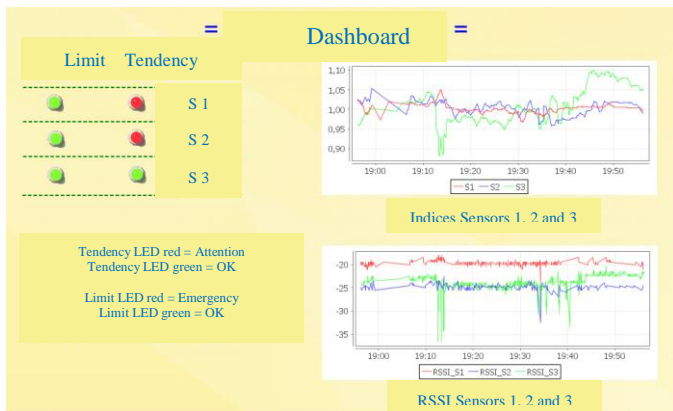 = Dashboard =
Limit Tendency
S 1
S 2
S 3
Tendency LED red = Attention
Tendency LED green = OK
Limit LED red = Emergency
Limit LED green = OK
1,10
1,05
1,00
0,95
0,90
19:00 19:10 19:20 19:30 19:40 19:50
S1 S2 S3
Indices Sensors 1, 2 and 3
-20
-25
-30
-35
19:00 19:10 19:20 19:30 19:40 19:50
RSSI_S1 RSSI_S2 RSSI_S3
RSSI Sensors 1, 2 and 3